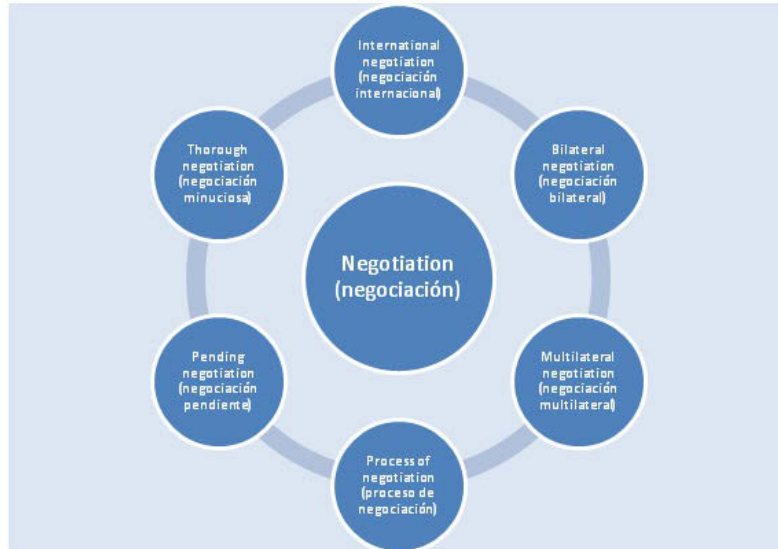 International
negotiation
(negociación
internacional)
Thorough
negotiation
(negociación
minuciosa)
Bilateral
negotiation
(negociación
bilateral)
Negotiation
(negociación)
Pending
negotiation
(negociación
pendiente)
Multilateral
negotiation
(negociación
multilateral)
Process of
negotiation
(proceso de
negociación)